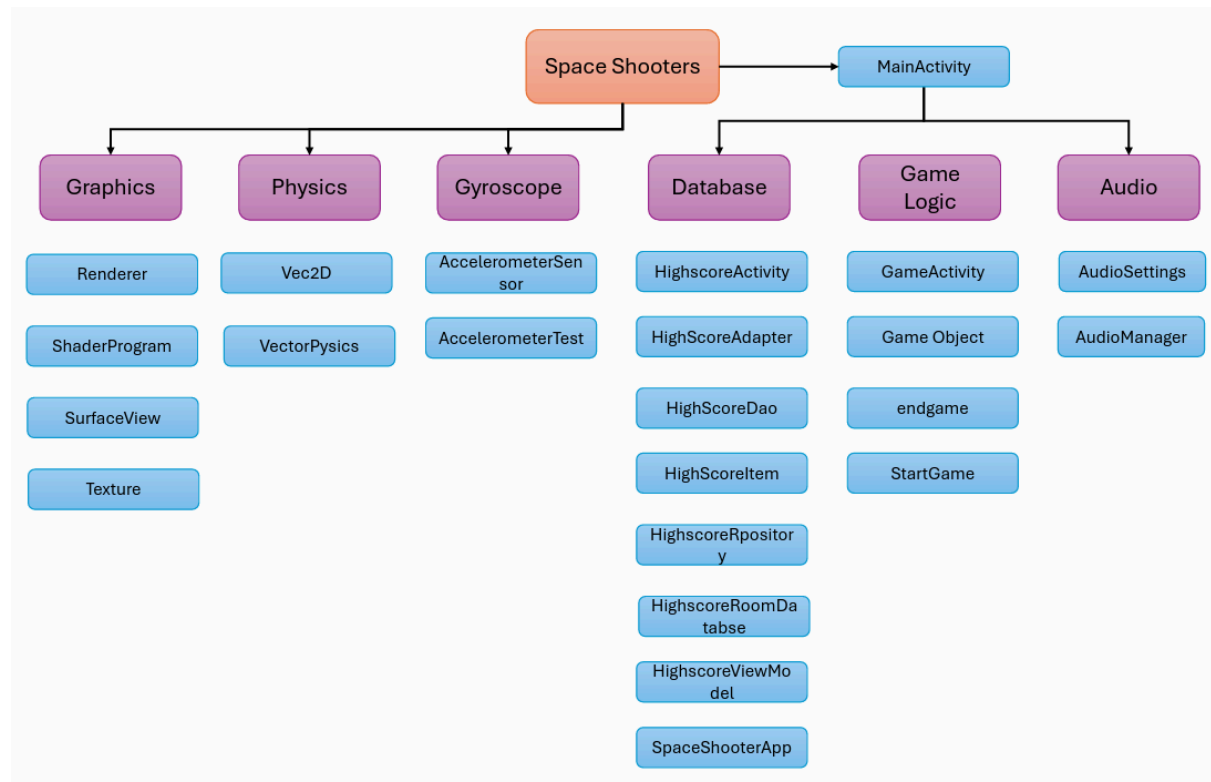 Space Shooters
MainActivity
Graphics
Physics
Gyroscope
Database
Game
Logic
Audio
Renderer
ShaderProgram
SurfaceView
Texture
Vec2D
VectorPysics
AccelerometerSen
sor
AccelerometerTest
HighscoreActivity
HighScoreAdapter
HighScoreDao
HighScoreItem
HighscoreRpositor
y
HighscoreRoomDa
tabse
HighscoreViewMo
del
SpaceShooterApp
GameActivity
Game Object
endgame
StartGame
AudioSettings
AudioManager